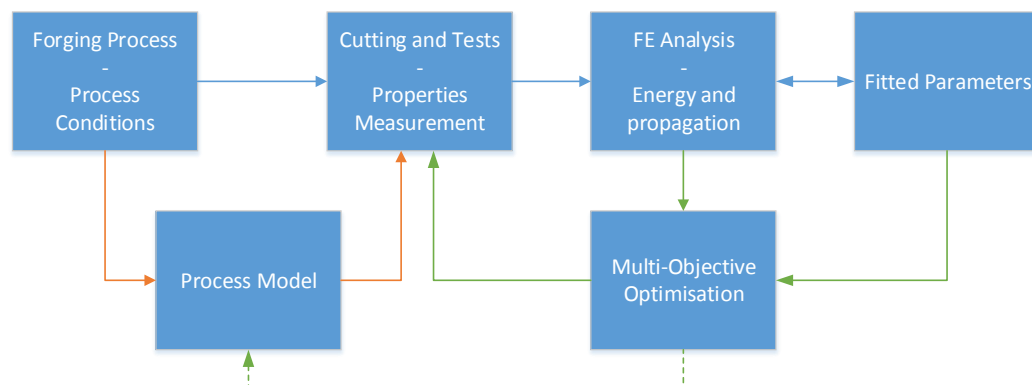 Forging Process
-
Process
Conditions
Cutting and Tests
-
Properties
Measurement
FE Analysis
-
Energy and
propagation
Fitted Parameters
Process Model
Multi-Objective
Optimisation